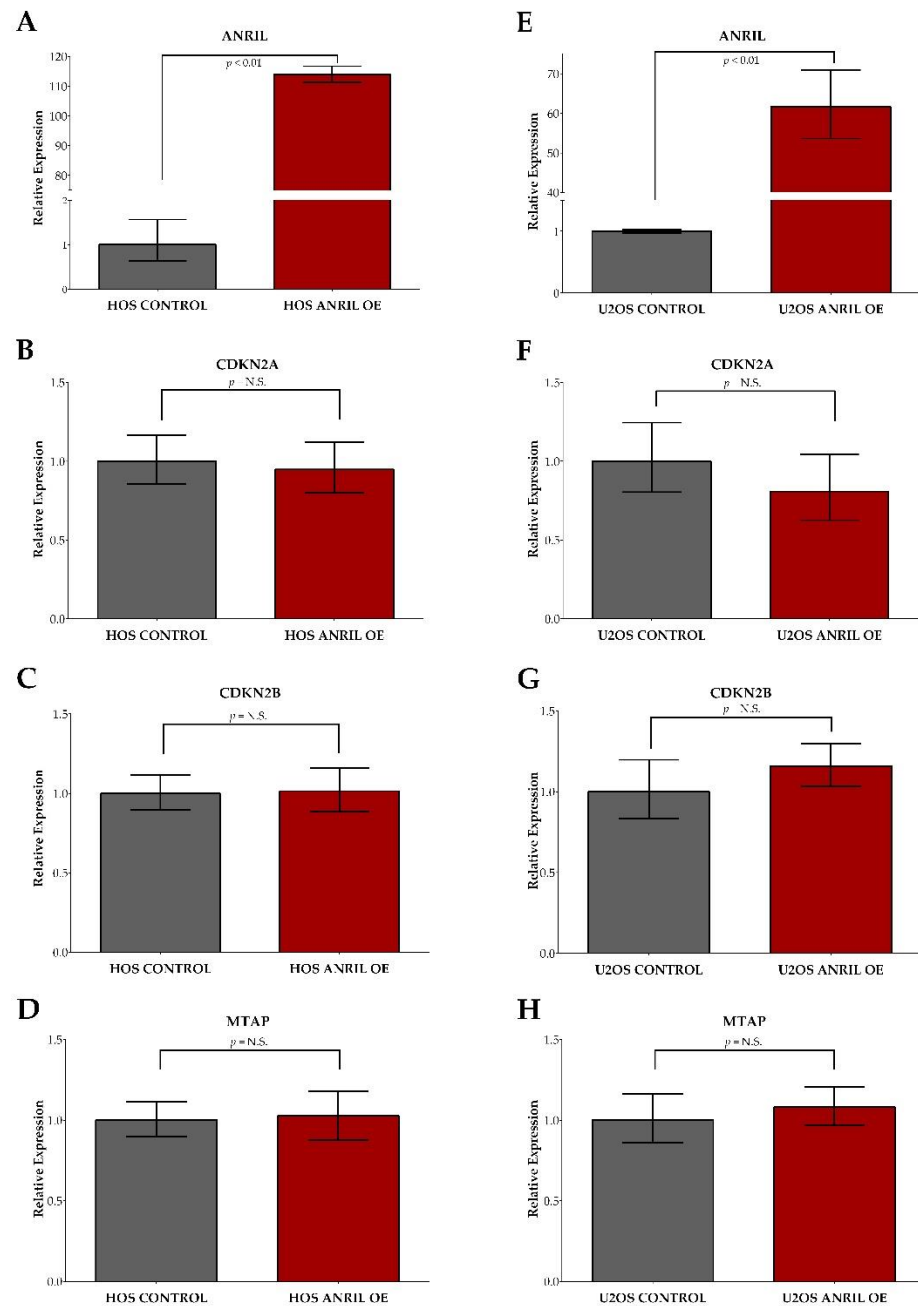 A
ANRIL
p < 0.01
Relative Expression
120
110
100
90
80
2
1
0
HOS CONTROL
HOS ANRIL OE
B
CDKN2A
p – N.S.
Relative Expression
1.5
1.0
0.5
0.0
HOS CONTROL
HOS ANRIL OE
C
CDKN2B
p = N.S.
Relative Expression
1.5
1.0
0.5
0.0
HOS CONTROL
HOS ANRIL OE
D
MTAP
p = N.S.
Relative Expression
1.5
1.0
0.5
0.0
HOS CONTROL
HOS ANRIL OE
E
ANRIL
p < 0.01
Relative Expression
70
60
50
40
1
0
U2OS CONTROL
U2OS ANRIL OE
F
CDKN2A
p – N.S.
Relative Expression
1.5
1.0
0.5
0.0
U2OS CONTROL
U2OS ANRIL OE
G
CDKN2B
p – N.S.
Relative Expression
1.5
1.0
0.5
0.0
U2OS CONTROL
U2OS ANRIL OE
H
MTAP
p = N.S.
Relative Expression
1.5
1.0
0.5
0.0
U2OS CONTROL
U2OS ANRIL OE